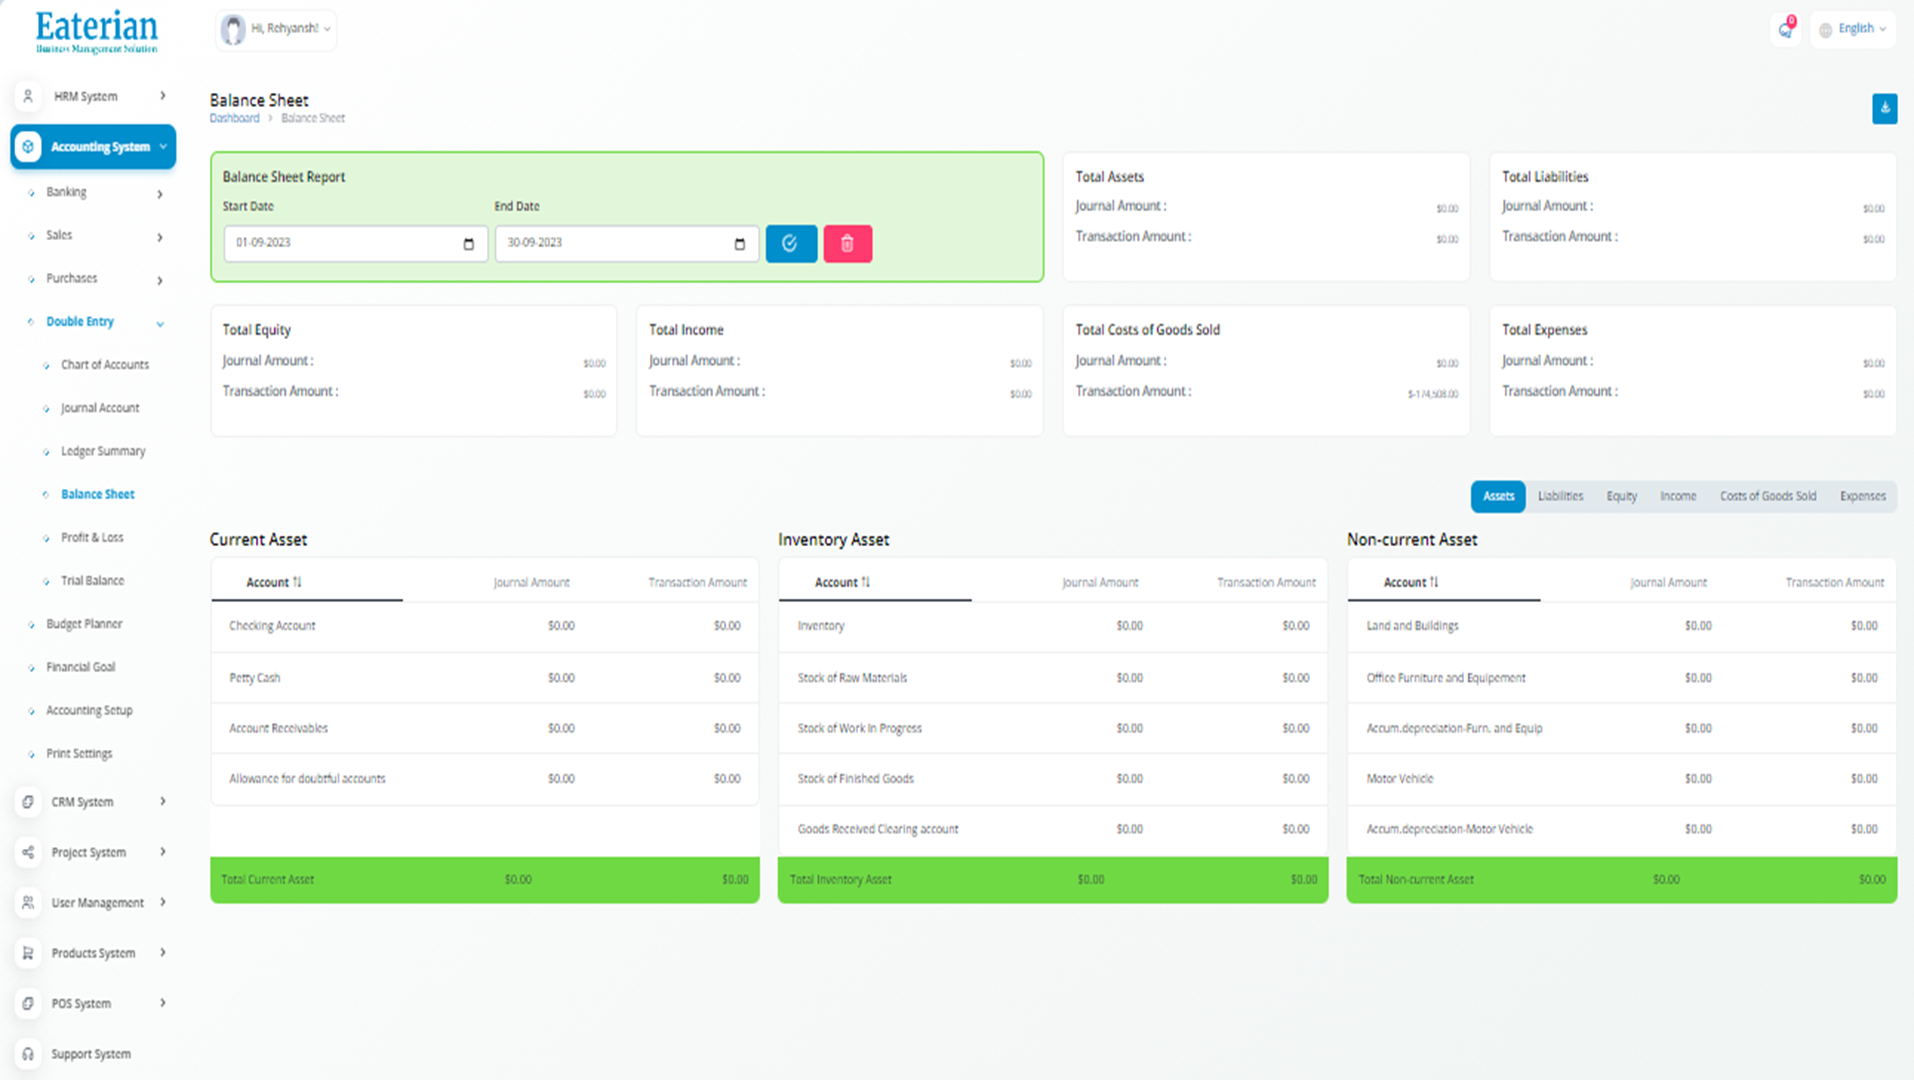 Eaterian
Business Management Solution
Hi, Rehyansh!
0
English
HRM System
Accounting System
Banking
Sales
Purchases
Double Entry
Chart of Accounts
Journal Account
Ledger Summary
Balance Sheet
Profit & Loss
Trial Balance
Budget Planner
Financial Goal
Accounting Setup
Print Settings
CRM System
Project System
User Management
Products System
POS System
Support System
Balance Sheet
Dashboard > Balance Sheet
Balance Sheet Report
Start Date End Date
01-09-2023 30-09-2023
Total Assets
Journal Amount : $0.00
Transaction Amount : $0.00
Total Liabilities
Journal Amount : $0.00
Transaction Amount : $0.00
Total Equity
Journal Amount : $0.00
Transaction Amount : $0.00
Total Income
Journal Amount : $0.00
Transaction Amount : $0.00
Total Costs of Goods Sold
Journal Amount : $0.00
Transaction Amount : $-174,508.00
Total Expenses
Journal Amount : $0.00
Transaction Amount : $0.00
Assets Liabilities Equity Income Costs of Goods Sold Expenses
Current Asset
Account Journal Amount Transaction Amount
Checking Account $0.00 $0.00
Petty Cash $0.00 $0.00
Account Receivables $0.00 $0.00
Allowance for doubtful accounts $0.00 $0.00
Total Current Asset $0.00 $0.00
Inventory Asset
Account Journal Amount Transaction Amount
Inventory $0.00 $0.00
Stock of Raw Materials $0.00 $0.00
Stock of Work In Progress $0.00 $0.00
Stock of Finished Goods $0.00 $0.00
Goods Received Clearing account $0.00 $0.00
Total Inventory Asset $0.00 $0.00
Non-current Asset
Account Journal Amount Transaction Amount
Land and Buildings $0.00 $0.00
Office Furniture and Equipement $0.00 $0.00
Accum.depreciation-Furn. and Equip $0.00 $0.00
Motor Vehicle $0.00 $0.00
Accum.depreciation-Motor Vehicle $0.00 $0.00
Total Non-current Asset $0.00 $0.00